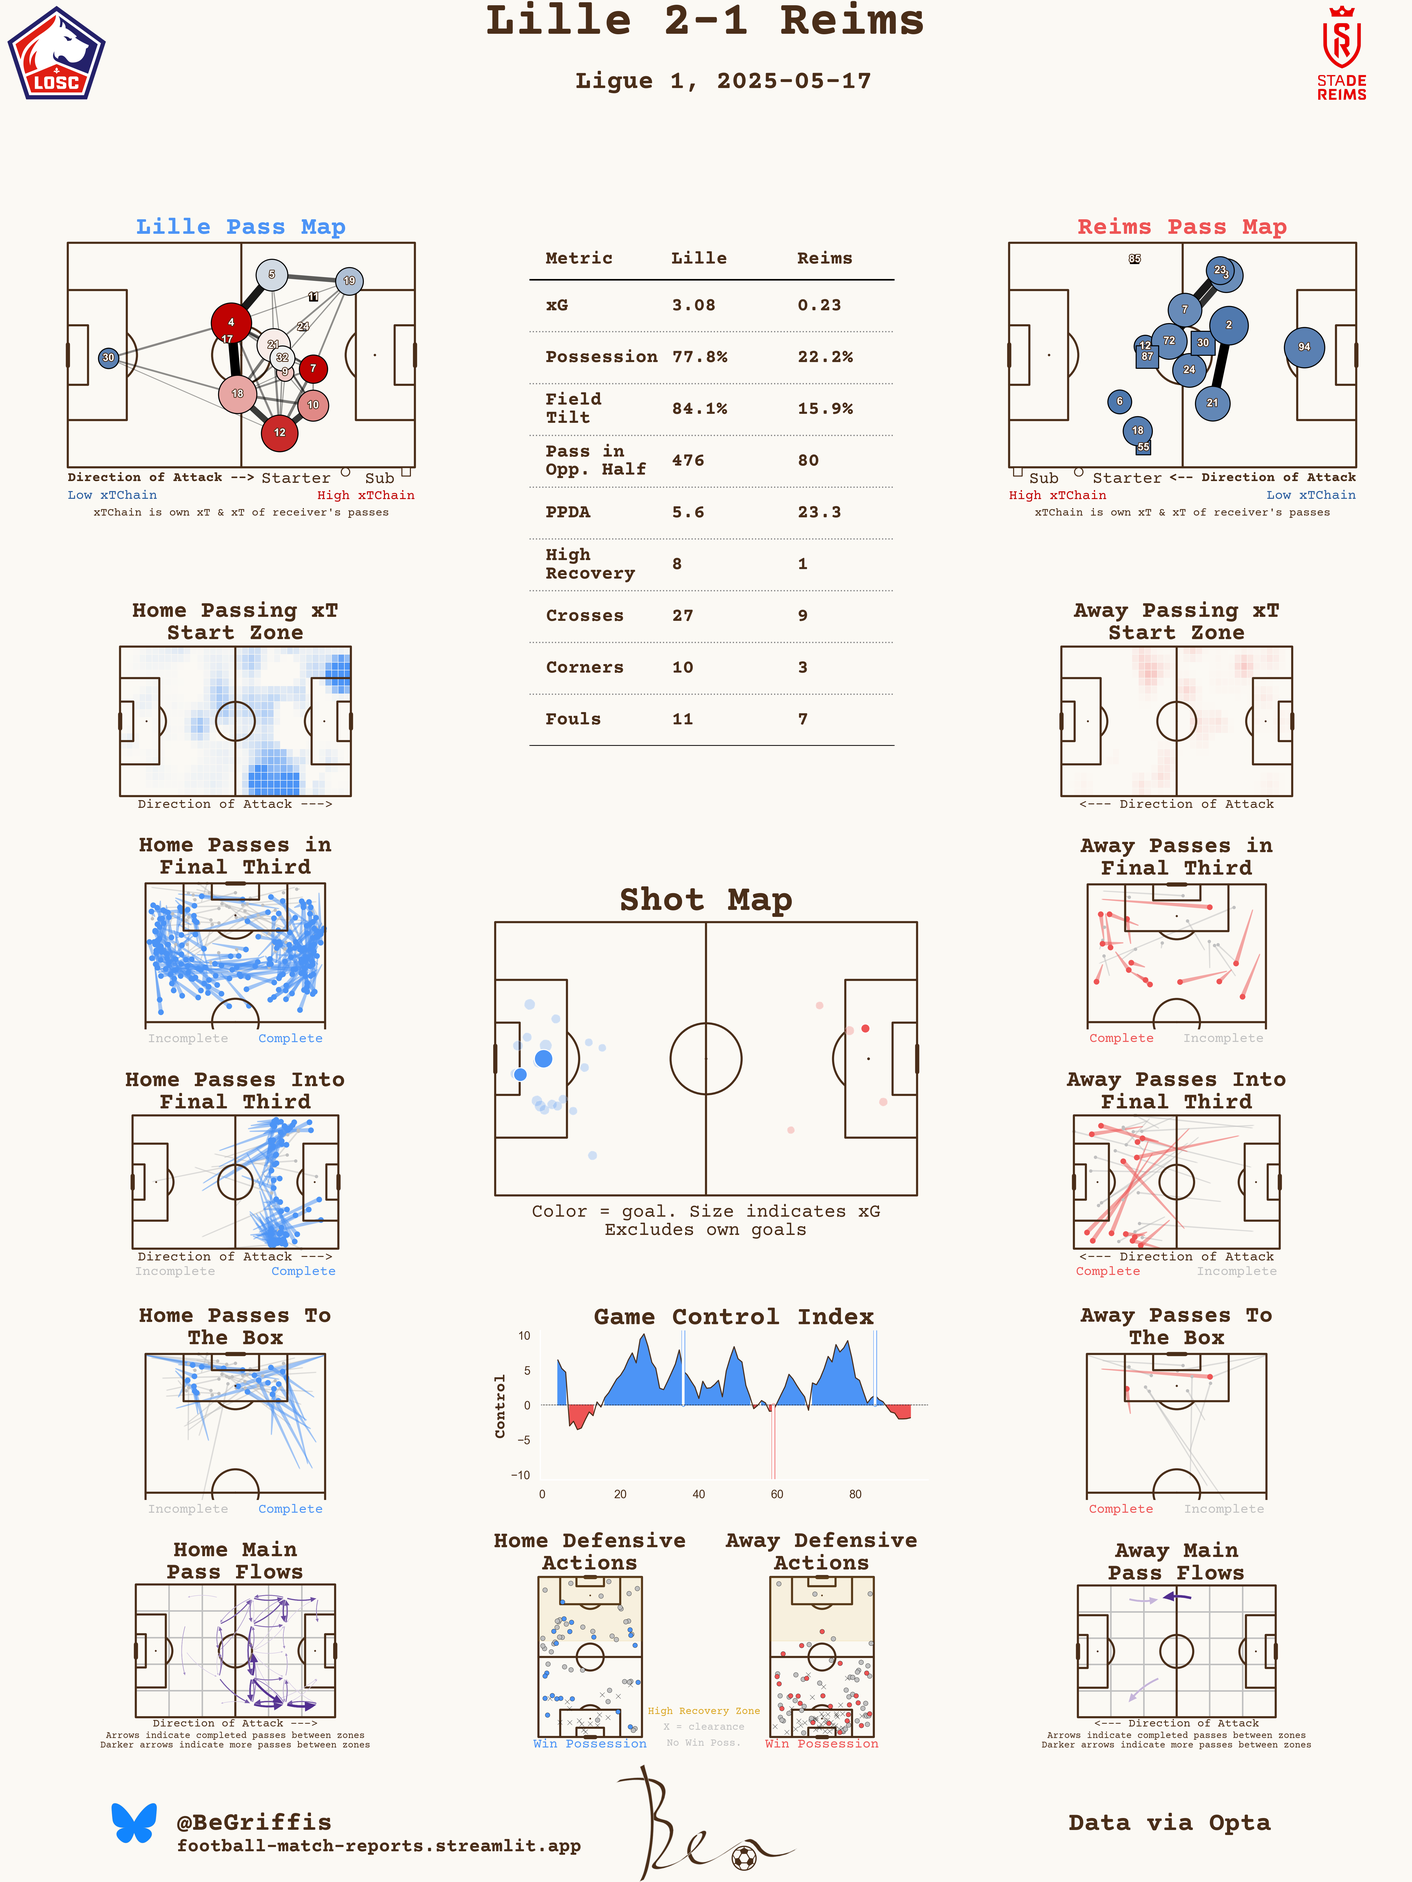 Lille 2-1 Reims
Ligue 1, 2025-05-17
LOSC
STADE
REIMS
Lille Pass Map
5
19
11
4
24
17
21
32
30
9
7
18
10
12
Direction of Attack --> Starter Sub
Low xTChain High xTChain
xTChain is own xT & xT of receiver's passes
Metric Lille Reims
xG 3.08 0.23
Possession 77.8% 22.2%
Field
Tilt 84.1% 15.9%
Pass in
Opp. Half 476 80
PPDA 5.6 23.3
High
Recovery 8 1
Crosses 27 9
Corners 10 3
Fouls 11 7
Reims Pass Map
85
23
3
7
2
12
72
30
94
87
24
6
21
18
55
Sub Starter <-- Direction of Attack
High xTChain Low xTChain
xTChain is own xT & xT of receiver's passes
Home Passing xT
Start Zone
Direction of Attack --->
Away Passing xT
Start Zone
<--- Direction of Attack
Home Passes in
Final Third
Incomplete Complete
Away Passes in
Final Third
Complete Incomplete
Shot Map
Color = goal. Size indicates xG
Excludes own goals
Home Passes Into
Final Third
Direction of Attack --->
Incomplete Complete
Away Passes Into
Final Third
<--- Direction of Attack
Complete Incomplete
Home Passes To
The Box
Incomplete Complete
Game Control Index
Control
10
5
0
−5
−10
0 20 40 60 80
Away Passes To
The Box
Complete Incomplete
Home Main
Pass Flows
Direction of Attack --->
Arrows indicate completed passes between zones
Darker arrows indicate more passes between zones
Home Defensive
Actions
Win Possession
Away Defensive
Actions
Win Possession
High Recovery Zone
X = clearance
No Win Poss.
Away Main
Pass Flows
<--- Direction of Attack
Arrows indicate completed passes between zones
Darker arrows indicate more passes between zones
@BeGriffis
football-match-reports.streamlit.app
Ben
Data via Opta